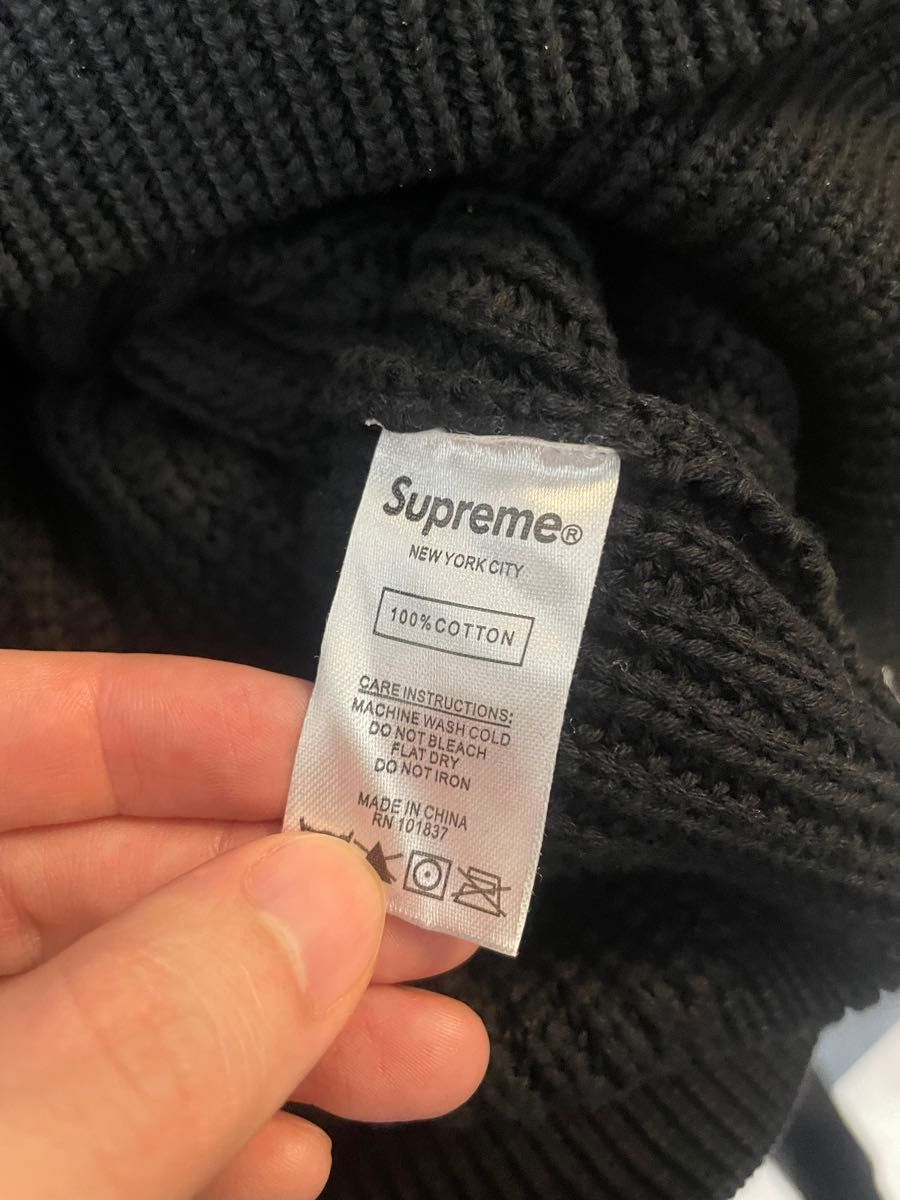 Supreme®
NEW YORK CITY
100% COTTON
CARE INSTRUCTIONS:
MACHINE WASH COLD
DO NOT BLEACH
FLAT DRY
DO NOT IRON
MADE IN CHINA
RN 101837